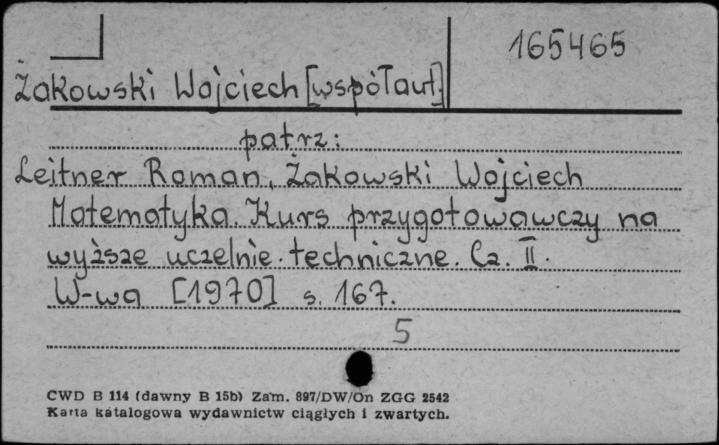 165465
Żakowski Wojciech [współaut.]
patrz:
Leitner Roman, Żakowski Wojciech
Matematyka. Kurs przygotowawczy na
wyższe uczelnie techniczne. Cz. II.
W-wa [1970] s. 167.
5
CWD B 114 (dawny B 15b) Zam. 897/DW/On ZGG 2542
Karta katalogowa wydawnictw ciągłych i zwartych.